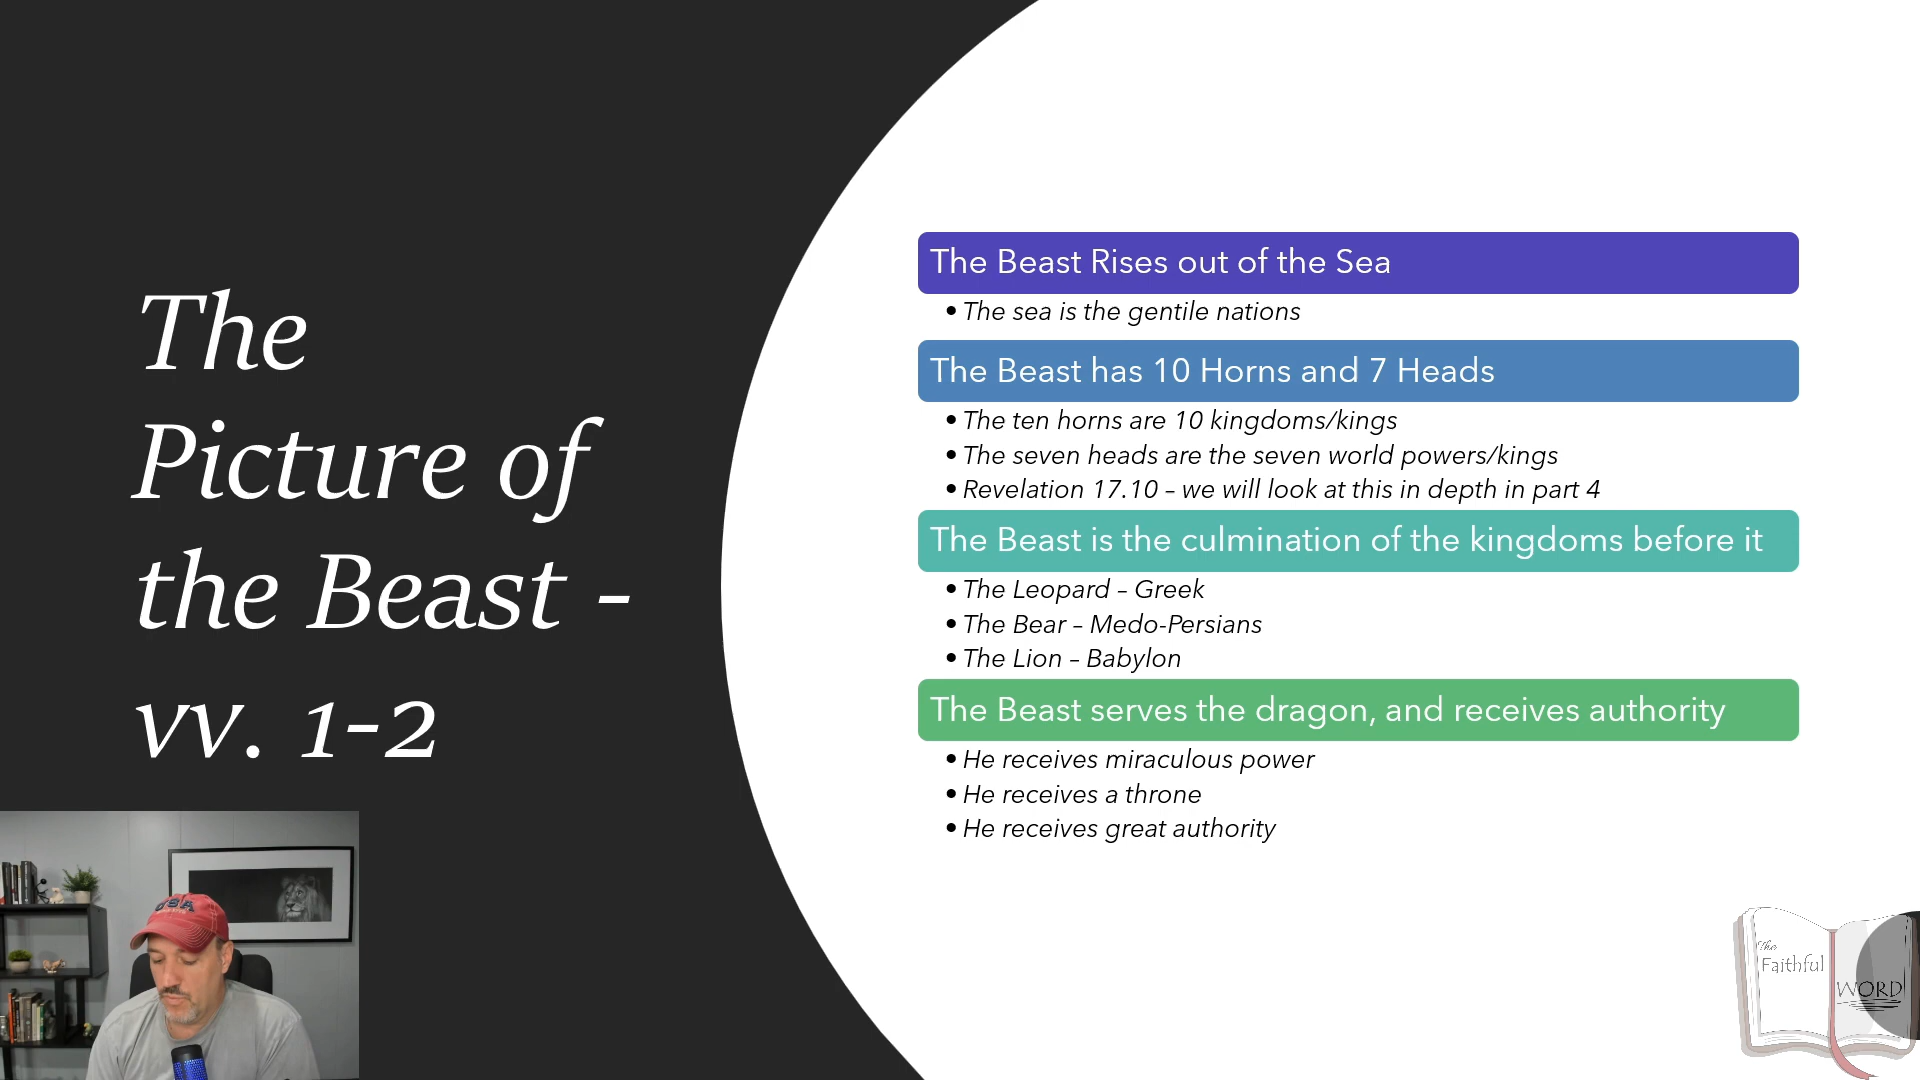 The
Picture of
the Beast -
vv. 1-2
The Beast Rises out of the Sea
• The sea is the gentile nations
The Beast has 10 Horns and 7 Heads
• The ten horns are 10 kingdoms/kings
• The seven heads are the seven world powers/kings
• Revelation 17.10 – we will look at this in depth in part 4
The Beast is the culmination of the kingdoms before it
• The Leopard – Greek
• The Bear – Medo-Persians
• The Lion – Babylon
The Beast serves the dragon, and receives authority
• He receives miraculous power
• He receives a throne
• He receives great authority
USA
The
Faithful
WORD